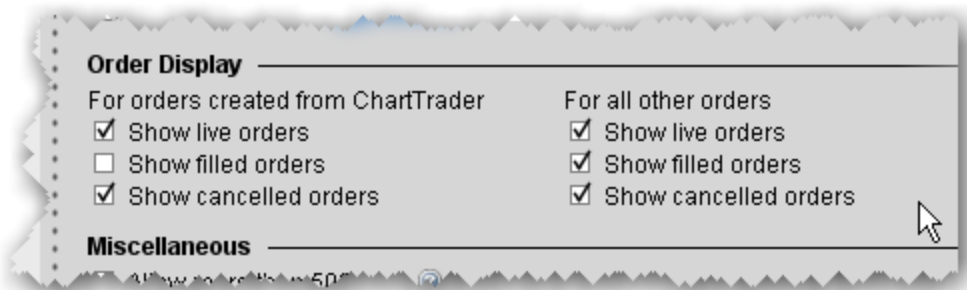 Order Display
For orders created from ChartTrader
Show live orders
Show filled orders
Show cancelled orders
For all other orders
Show live orders
Show filled orders
Show cancelled orders
Miscellaneous